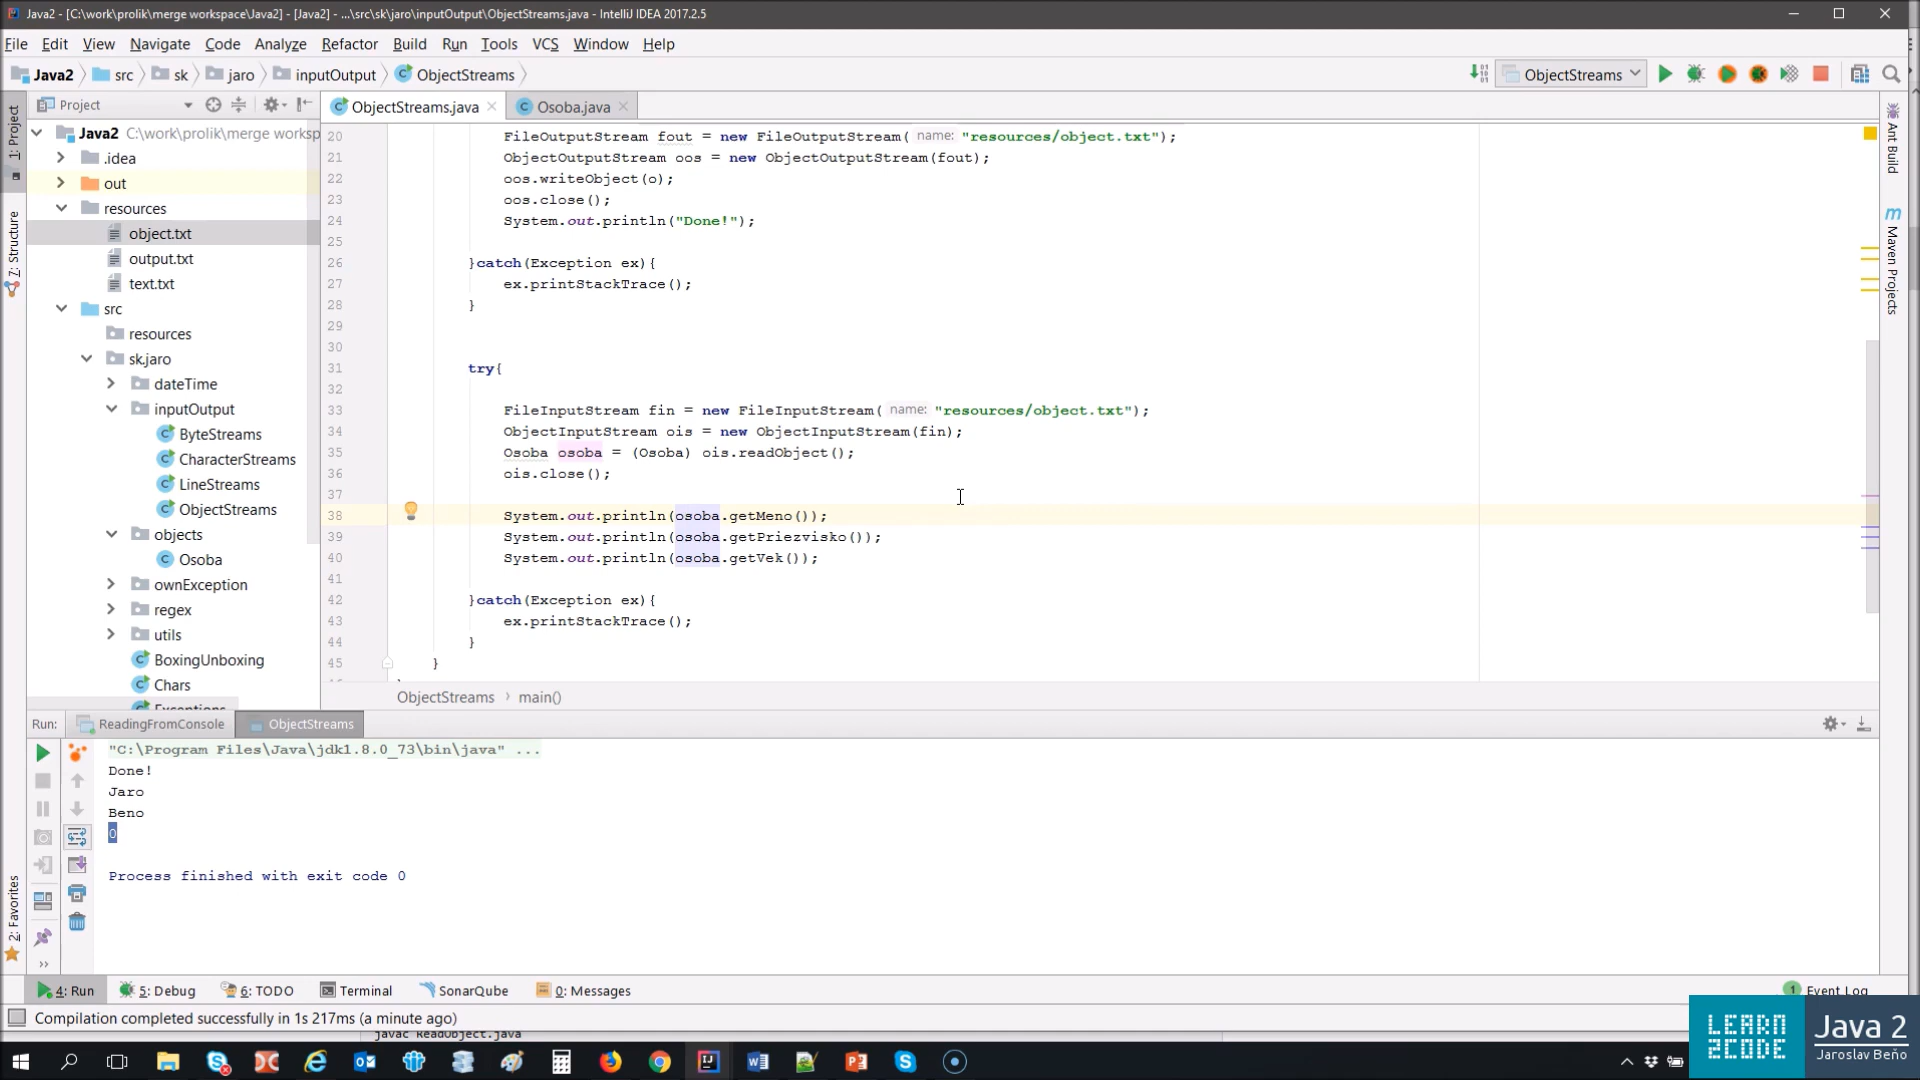 Java2 - [C:\work\prolik\merge workspace\Java2] - [Java2] - ...\src\sk\jaro\inputOutput\ObjectStreams.java - IntelliJ IDEA 2017.2.5
File Edit View Navigate Code Analyze Refactor Build Run Tools VCS Window Help
Java2 src sk jaro inputOutput ObjectStreams
ObjectStreams
Project
ObjectStreams.java
Osoba.java
1: Project
7: Structure
2: Favorites
Java2 C:\work\prolik\merge worksp
.idea
out
resources
object.txt
output.txt
text.txt
src
resources
sk.jaro
dateTime
inputOutput
ByteStreams
CharacterStreams
LineStreams
ObjectStreams
objects
Osoba
ownException
regex
utils
BoxingUnboxing
Chars
Exceptions
20 FileOutputStream fout = new FileOutputStream( name: "resources/object.txt");
21 ObjectOutputStream oos = new ObjectOutputStream(fout);
22 oos.writeObject(o);
23 oos.close();
24 System.out.println("Done!");
25
26 }catch(Exception ex){
27 ex.printStackTrace();
28 }
29
30
31 try{
32
33 FileInputStream fin = new FileInputStream( name: "resources/object.txt");
34 ObjectInputStream ois = new ObjectInputStream(fin);
35 Osoba osoba = (Osoba) ois.readObject();
36 ois.close();
37
38 System.out.println(osoba.getMeno());
39 System.out.println(osoba.getPriezvisko());
40 System.out.println(osoba.getVek());
41
42 }catch(Exception ex){
43 ex.printStackTrace();
44 }
45 }
ObjectStreams main()
Ant Build
Maven Projects
Run: ReadingFromConsole ObjectStreams
"C:\Program Files\Java\jdk1.8.0_73\bin\java" ...
Done!
Jaro
Beno
0
Process finished with exit code 0
4: Run 5: Debug 6: TODO Terminal SonarQube 0: Messages
1 Event Log
Compilation completed successfully in 1s 217ms (a minute ago)
javac ReadObject.java
LEARN
2CODE
Java 2
Jaroslav Beňo